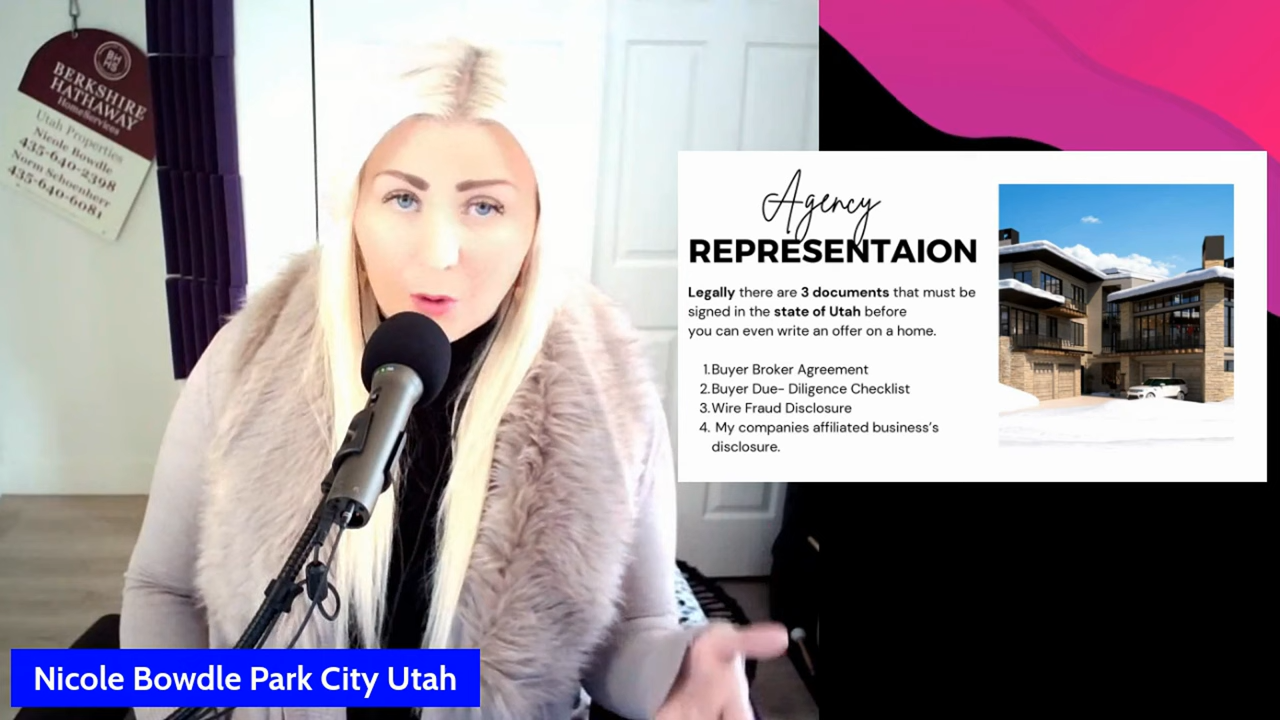 BH
HS
BERKSHIRE
HATHAWAY
HomeServices
Utah Properties
Nicole Bowdle
435-640-2398
Norm Schoenherr
435-640-6081
Agency
REPRESENTAION
Legally there are 3 documents that must be
signed in the state of Utah before
you can even write an offer on a home.
1.Buyer Broker Agreement
2.Buyer Due- Diligence Checklist
3.Wire Fraud Disclosure
4. My companies affiliated business's
disclosure.
Nicole Bowdle Park City Utah